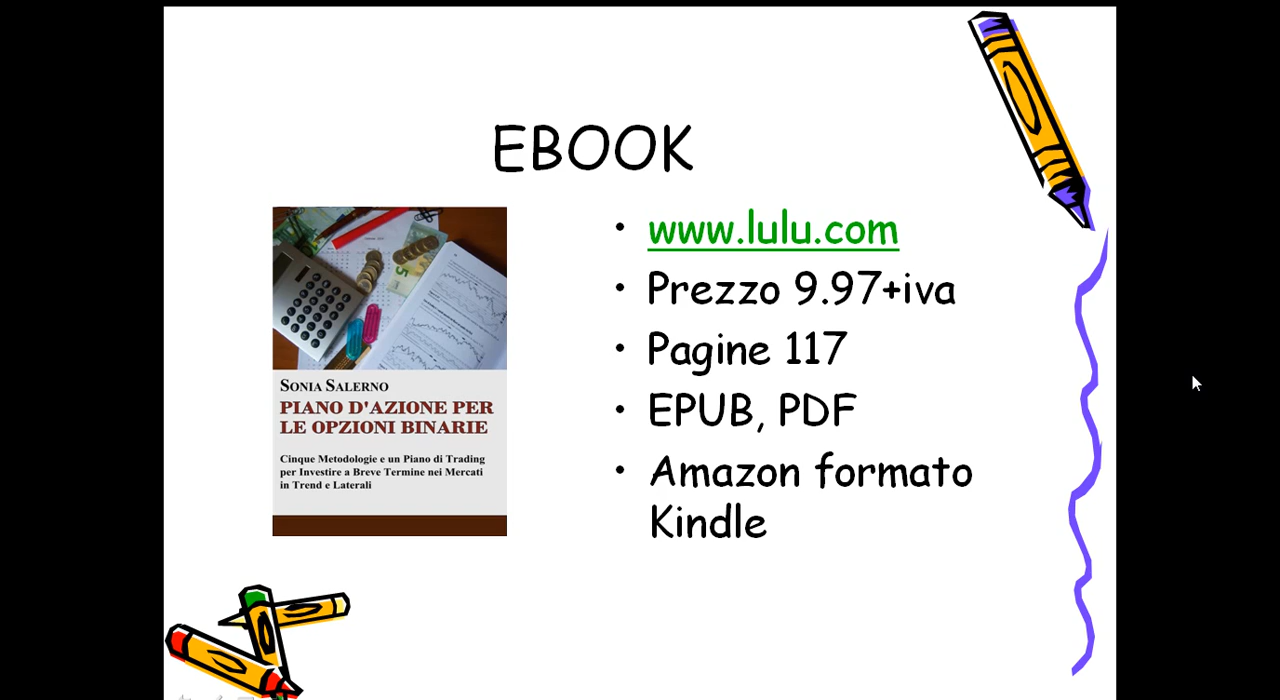 EBOOK
SONIA SALERNO
PIANO D'AZIONE PER
LE OPZIONI BINARIE
Cinque Metodologie e un Piano di Trading
per Investire a Breve Termine nei Mercati
in Trend e Laterali
• www.lulu.com
• Prezzo 9.97+iva
• Pagine 117
• EPUB, PDF
• Amazon formato
Kindle